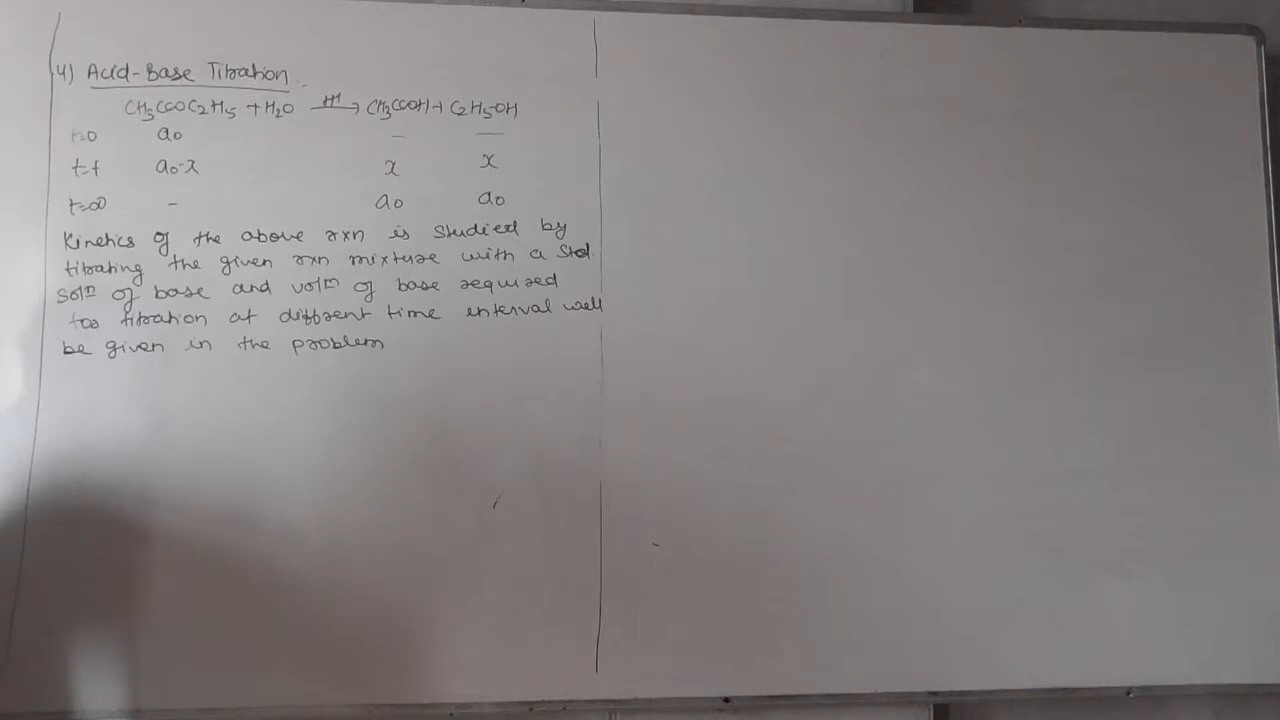 4) Acid-Base Titration
CH3COOC2H5 + H2O H+ → CH3COOH + C2H5OH
t=0 a0 — —
t=t a0-x x x
t=∞ - a0 a0
Kinetics of the above rxn is studied by
titrating the given rxn mixture with a std.
soln of base and volm of base required
for titration at different time interval will
be given in the problem